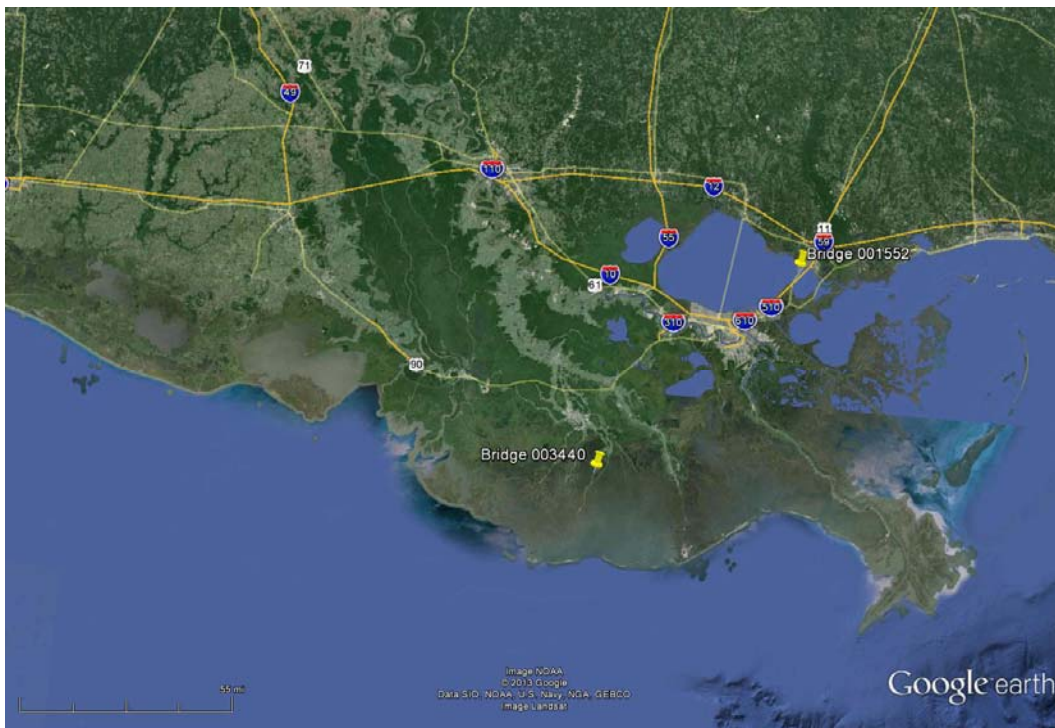 71
49
110
12
55
11
59
Bridge 001552
10
61
510
310
610
90
Bridge 003440
Image NOAA
© 2013 Google
Data SIO, NOAA, U.S. Navy, NGA, GEBCO
Image Landsat
55 mi
Google earth